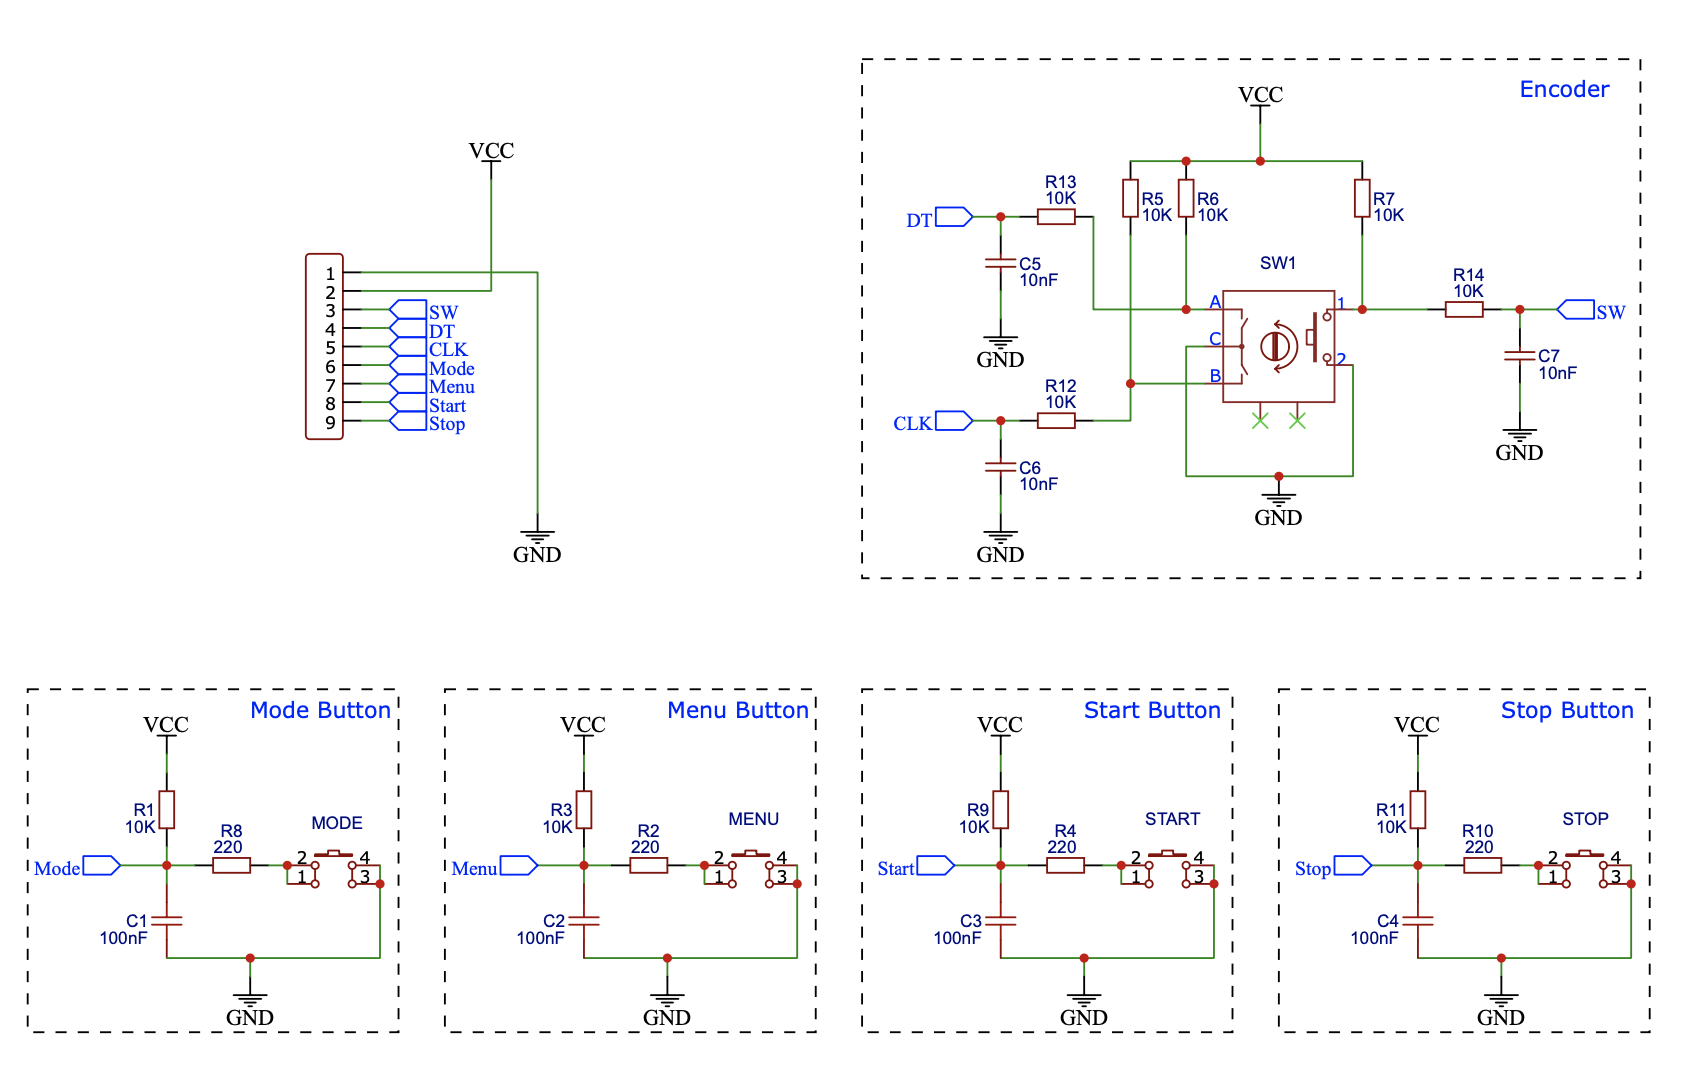 VCC
1
2
3
4
5
6
7
8
9
SW
DT
CLK
Mode
Menu
Start
Stop
GND
Encoder
VCC
DT
R13
10K
C5
10nF
GND
R5
10K
R6
10K
R7
10K
SW1
A
C
B
1
2
R14
10K
SW
C7
10nF
GND
CLK
R12
10K
C6
10nF
GND
GND
Mode Button
VCC
R1
10K
R8
220
MODE
Mode
2
1
4
3
C1
100nF
GND
Menu Button
VCC
R3
10K
R2
220
MENU
Menu
2
1
4
3
C2
100nF
GND
Start Button
VCC
R9
10K
R4
220
START
Start
2
1
4
3
C3
100nF
GND
Stop Button
VCC
R11
10K
R10
220
STOP
Stop
2
1
4
3
C4
100nF
GND